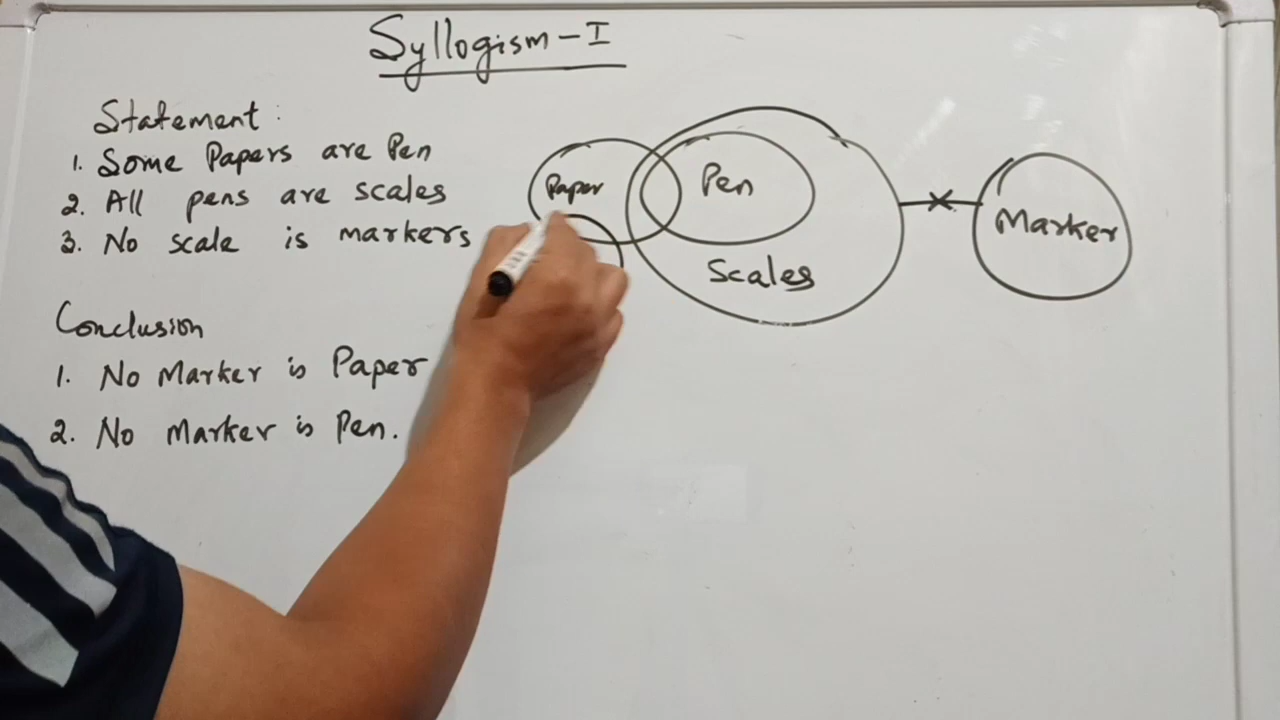 Syllogism - I
Statement:
1. Some Papers are Pen
2. All pens are scales
3. No scale is markers
Conclusion
1. No Marker is Paper
2. No Marker is Pen.
Paper
Pen
Scales
Marker